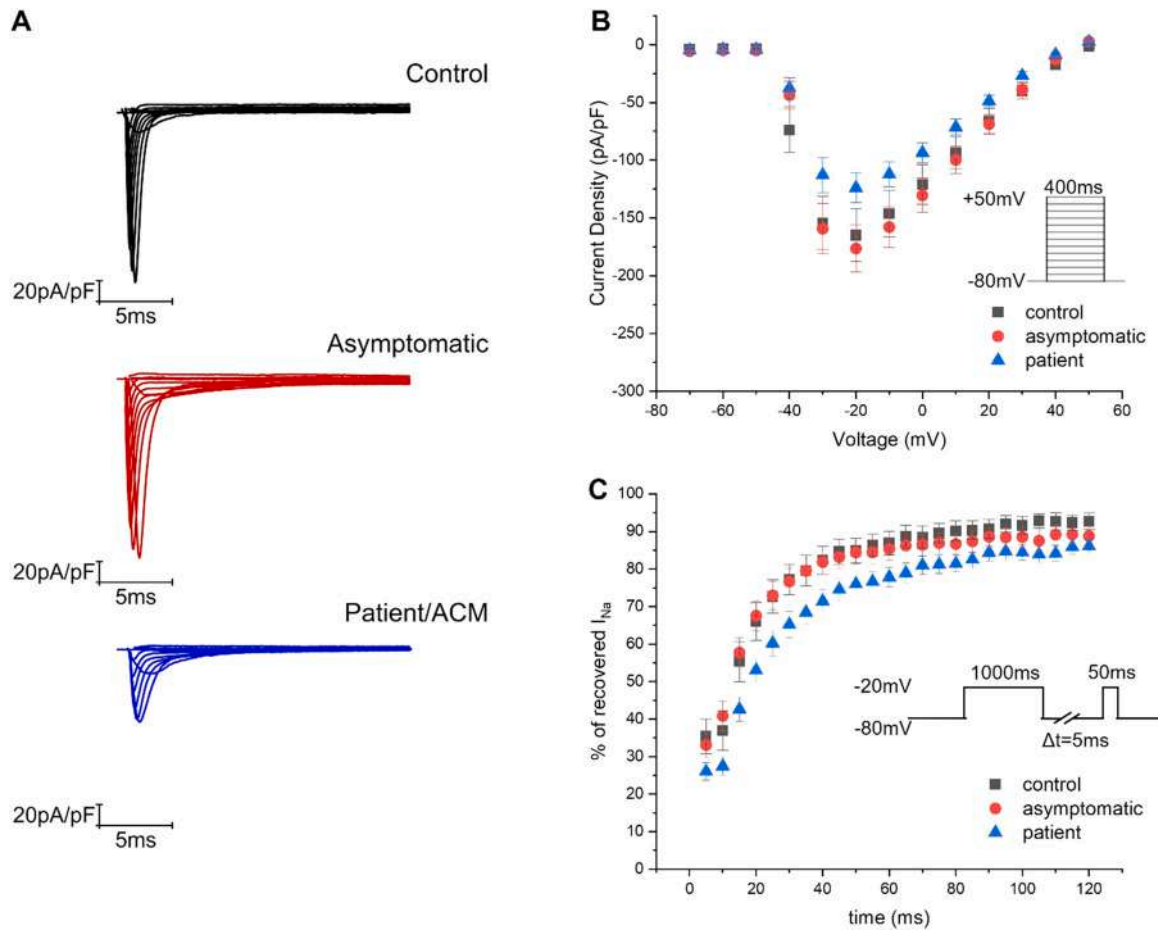 A
Control
20pA/pF
5ms
Asymptomatic
20pA/pF
5ms
Patient/ACM
20pA/pF
5ms
B
0
-50
-100
-150
-200
-250
-300
Current Density (pA/pF)
-80 -60 -40 -20 0 20 40 60
Voltage (mV)
+50mV
400ms
-80mV
control
asymptomatic
patient
C
100
90
80
70
60
50
40
30
20
10
0
% of recovered I_Na
0 20 40 60 80 100 120
time (ms)
-20mV
1000ms
50ms
-80mV
Δt=5ms
control
asymptomatic
patient